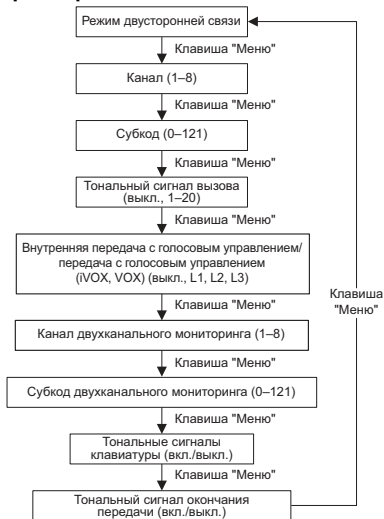 Режим двусторонней связи
Клавиша "Меню"
Канал (1–8)
Клавиша "Меню"
Субкод (0–121)
Клавиша "Меню"
Тональный сигнал вызова
(выкл., 1–20)
Клавиша "Меню"
Внутренняя передача с голосовым управлением/
передача с голосовым управлением
(iVOX, VOX) (выкл., L1, L2, L3)
Клавиша
"Меню"
Клавиша "Меню"
Канал двухканального мониторинга (1–8)
Клавиша "Меню"
Субкод двухканального мониторинга (0–121)
Клавиша "Меню"
Тональные сигналы
клавиатуры (вкл./выкл.)
Клавиша "Меню"
Тональный сигнал окончания
передачи (вкл./выкл.)